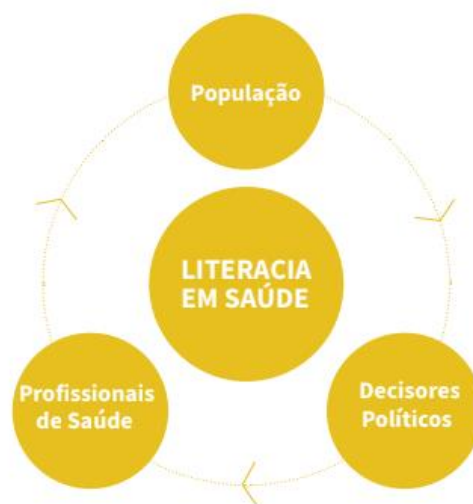 População
LITERACIA
EM SAÚDE
Profissionais
de Saúde
Decisores
Políticos